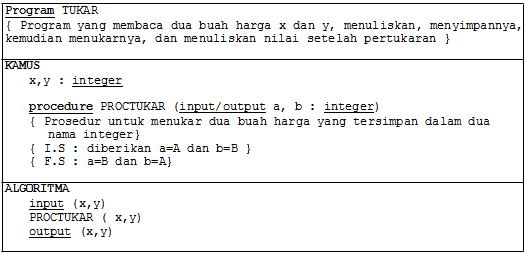 Program TUKAR
{ Program yang membaca dua buah harga x dan y, menuliskan, menyimpannya,
kemudian menukarnya, dan menuliskan nilai setelah pertukaran }
KAMUS
x,y : integer
procedure PROCTUKAR (input/output a, b : integer)
{ Prosedur untuk menukar dua buah harga yang tersimpan dalam dua
nama integer}
{ I.S : diberikan a=A dan b=B }
{ F.S : a=B dan b=A}
ALGORITMA
input (x,y)
PROCTUKAR ( x,y)
output (x,y)